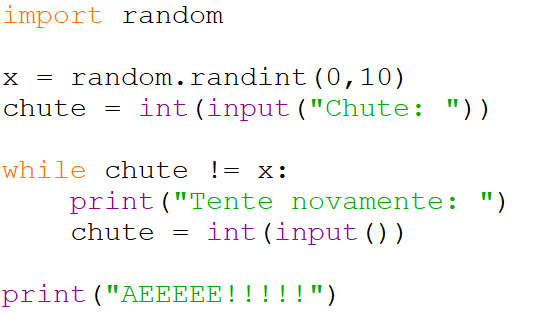 import random
x = random.randint(0,10)
chute = int(input("Chute: "))
while chute != x:
    print("Tente novamente: ")
    chute = int(input())
print("AEEEEE!!!!!")